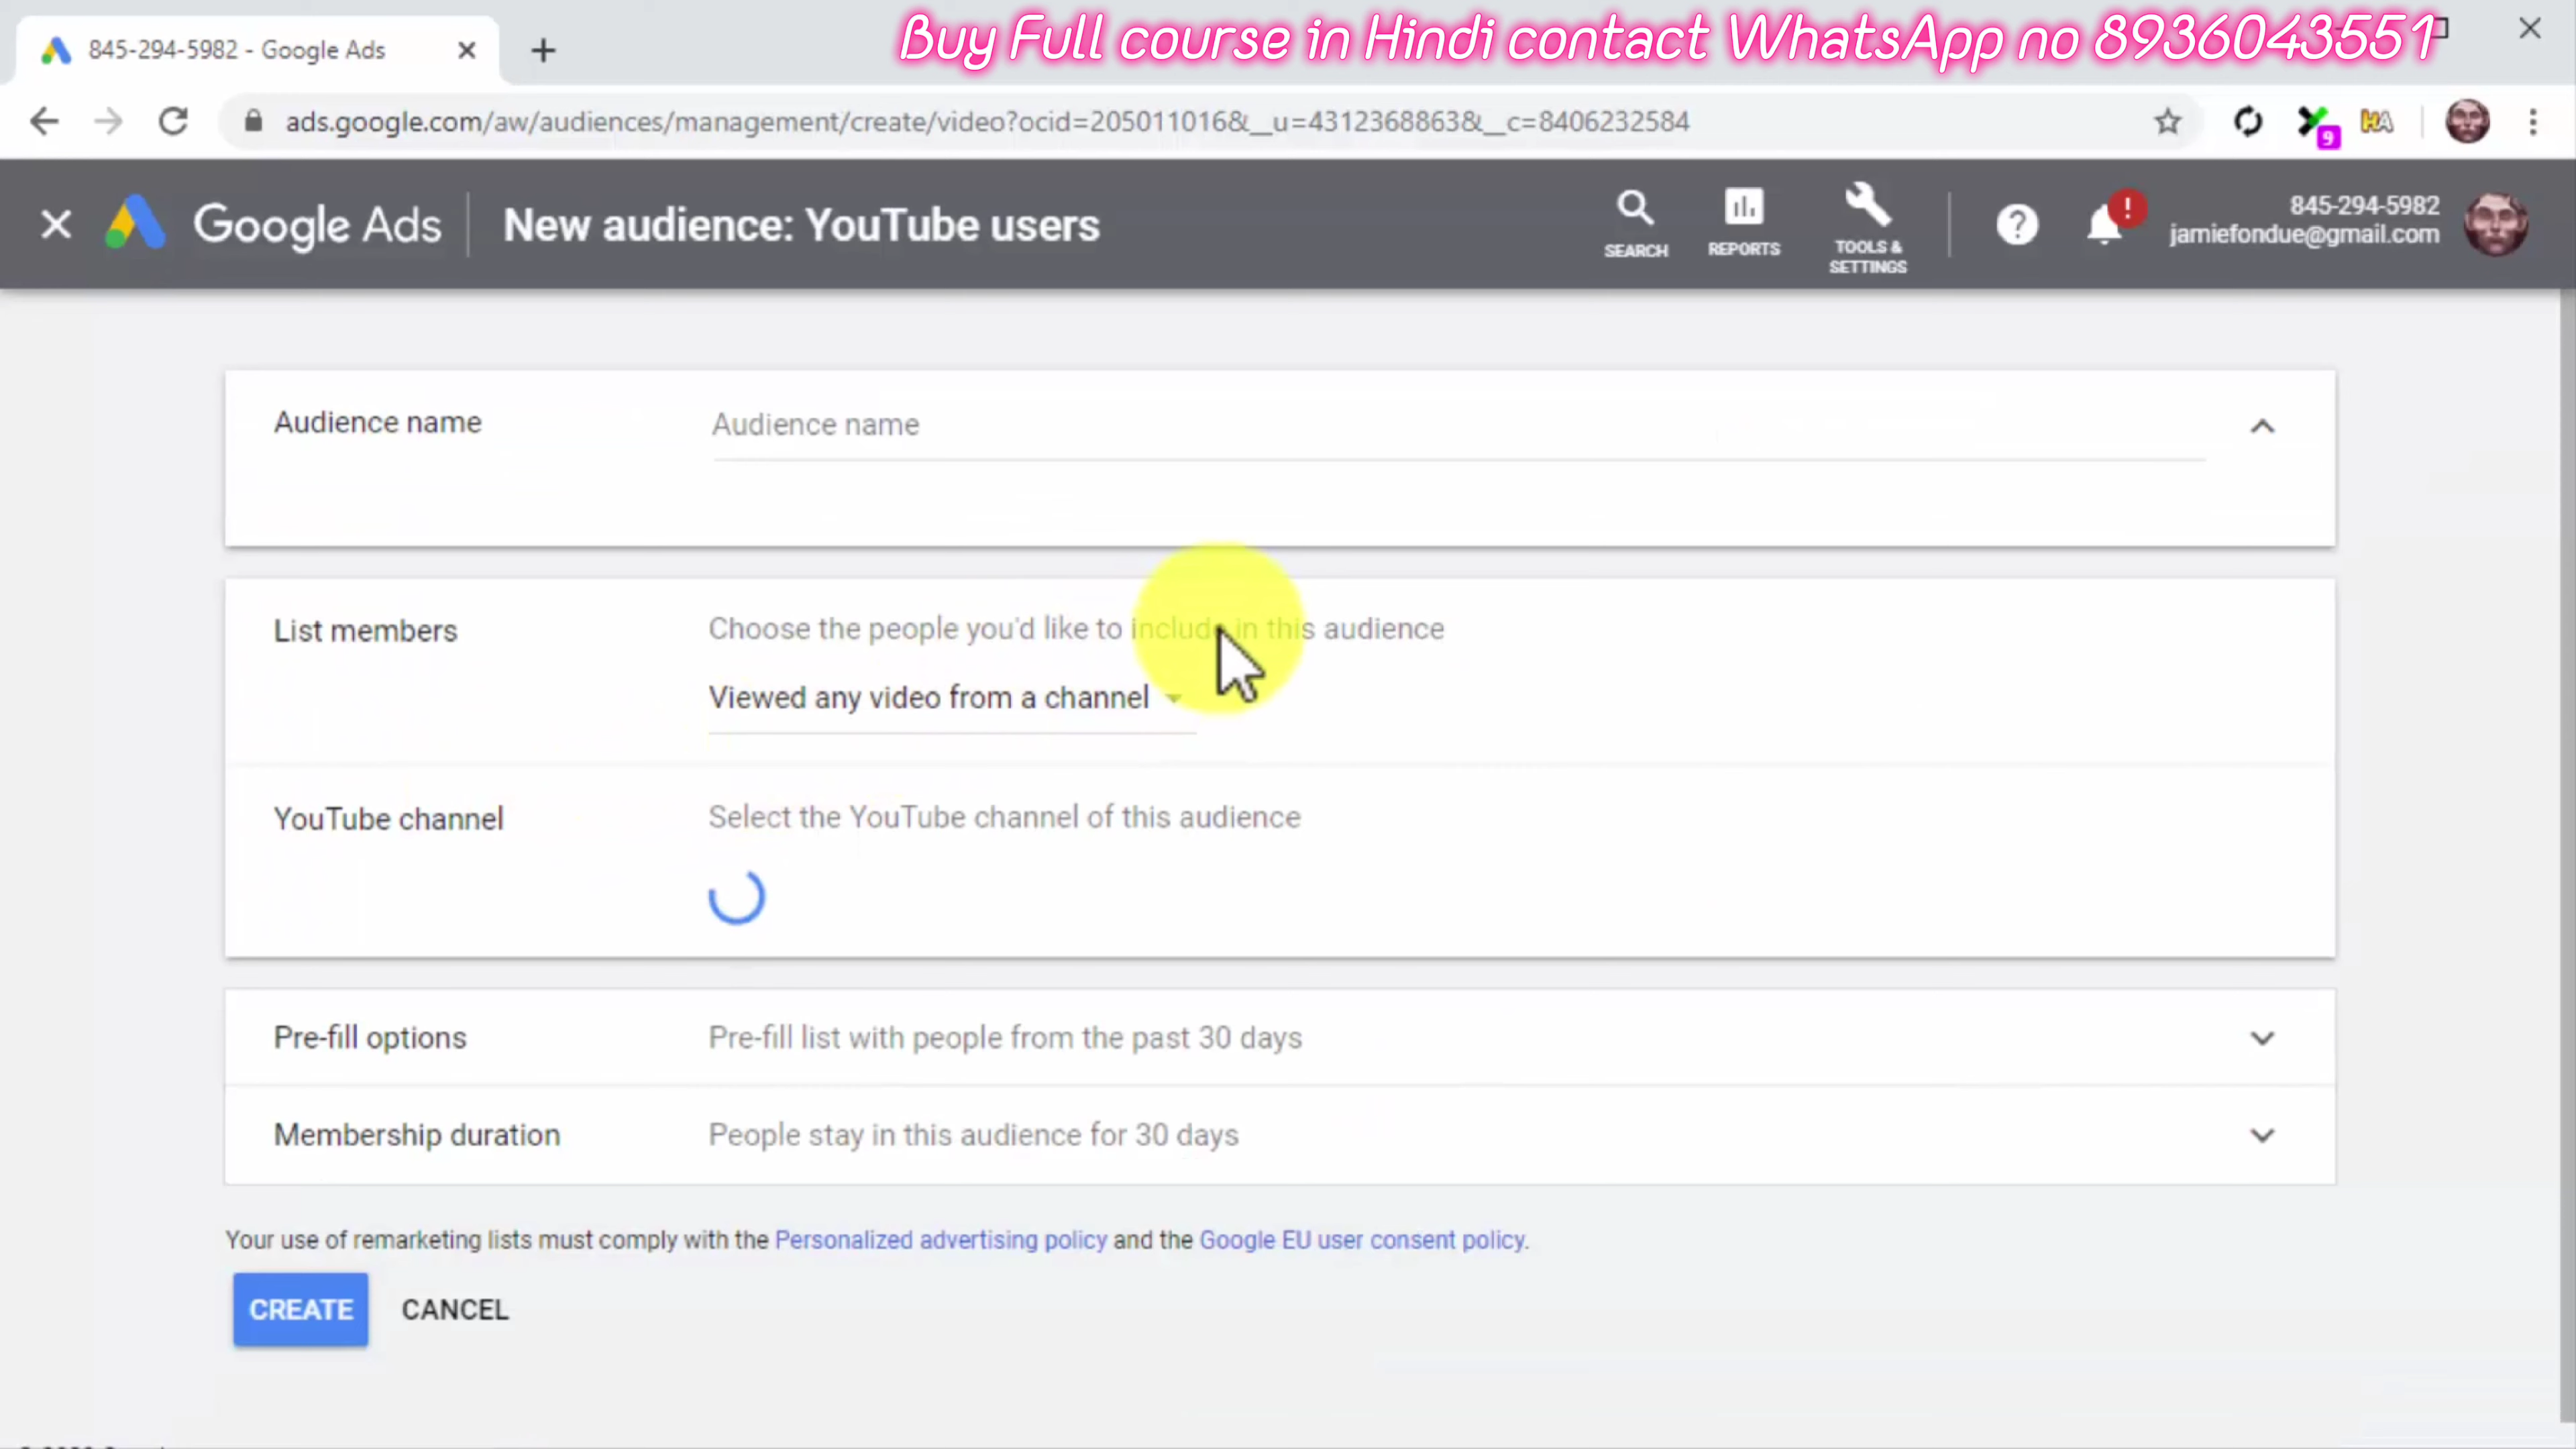 845-294-5982 - Google Ads
Buy Full course in Hindi contact WhatsApp no 8936043551
ads.google.com/aw/audiences/management/create/video?ocid=205011016&__u=4312368863&__c=8406232584
9
HA
Google Ads
New audience: YouTube users
SEARCH
REPORTS
TOOLS &
SETTINGS
?
!
845-294-5982
jamiefondue@gmail.com
Audience name
Audience name
List members
Choose the people you'd like to include in this audience
Viewed any video from a channel
YouTube channel
Select the YouTube channel of this audience
Pre-fill options
Pre-fill list with people from the past 30 days
Membership duration
People stay in this audience for 30 days
Your use of remarketing lists must comply with the Personalized advertising policy and the Google EU user consent policy.
CREATE
CANCEL